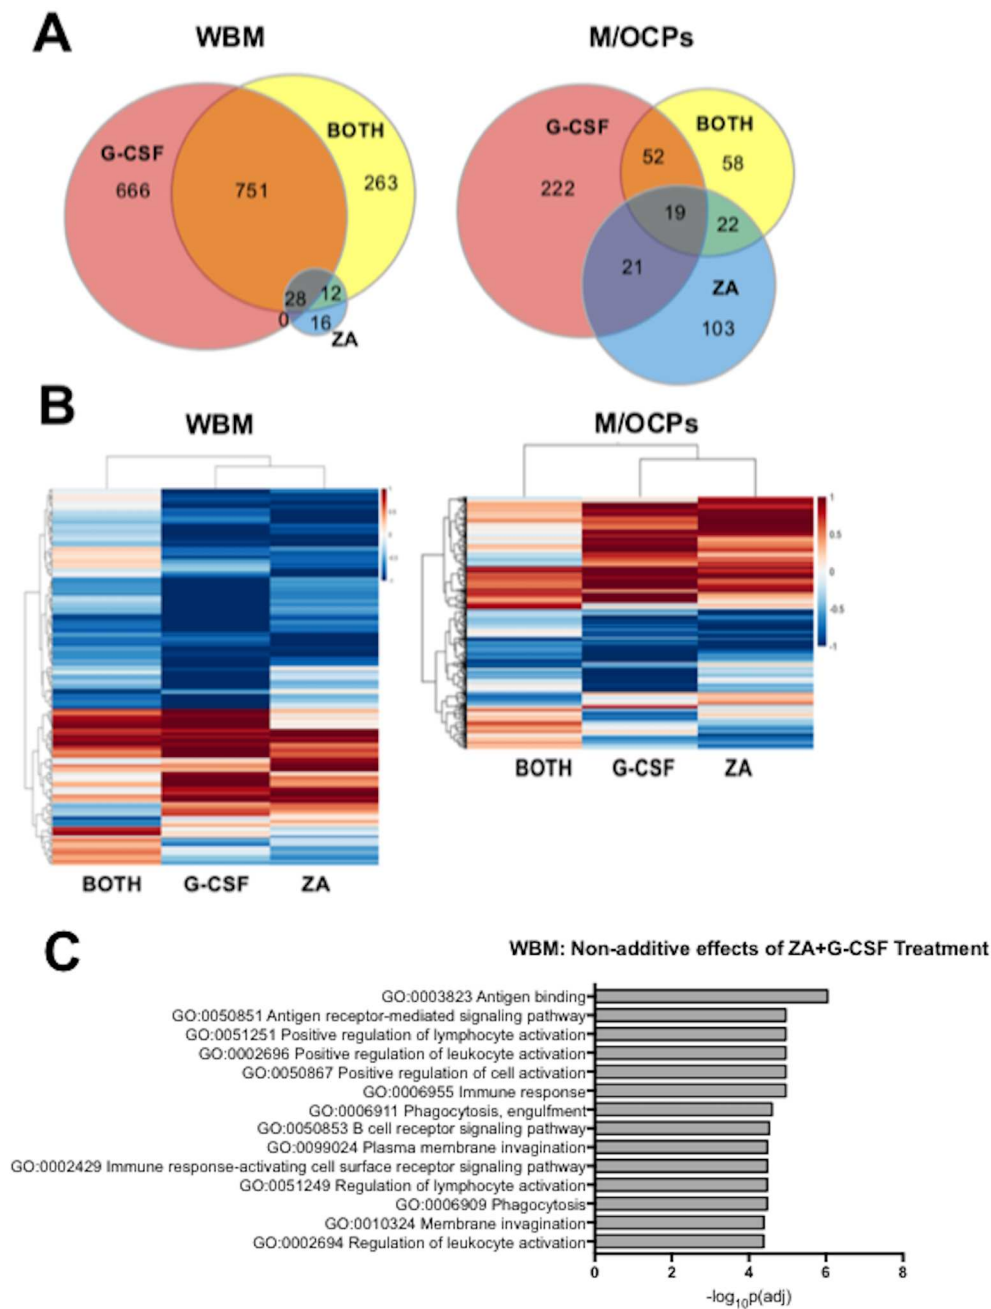 A
WBM
M/OCPs
G-CSF
BOTH
666
751
263
28
12
0
16
ZA
G-CSF
BOTH
52
58
222
19
22
21
ZA
103
B
WBM
M/OCPs
1
0.5
0
-0.5
-1
BOTH
G-CSF
ZA
BOTH
G-CSF
ZA
C
WBM: Non-additive effects of ZA+G-CSF Treatment
GO:0003823 Antigen binding
GO:0050851 Antigen receptor-mediated signaling pathway
GO:0051251 Positive regulation of lymphocyte activation
GO:0002696 Positive regulation of leukocyte activation
GO:0050867 Positive regulation of cell activation
GO:0006955 Immune response
GO:0006911 Phagocytosis, engulfment
GO:0050853 B cell receptor signaling pathway
GO:0099024 Plasma membrane invagination
GO:0002429 Immune response-activating cell surface receptor signaling pathway
GO:0051249 Regulation of lymphocyte activation
GO:0006909 Phagocytosis
GO:0010324 Membrane invagination
GO:0002694 Regulation of leukocyte activation
0 2 4 6 8
-log10p(adj)